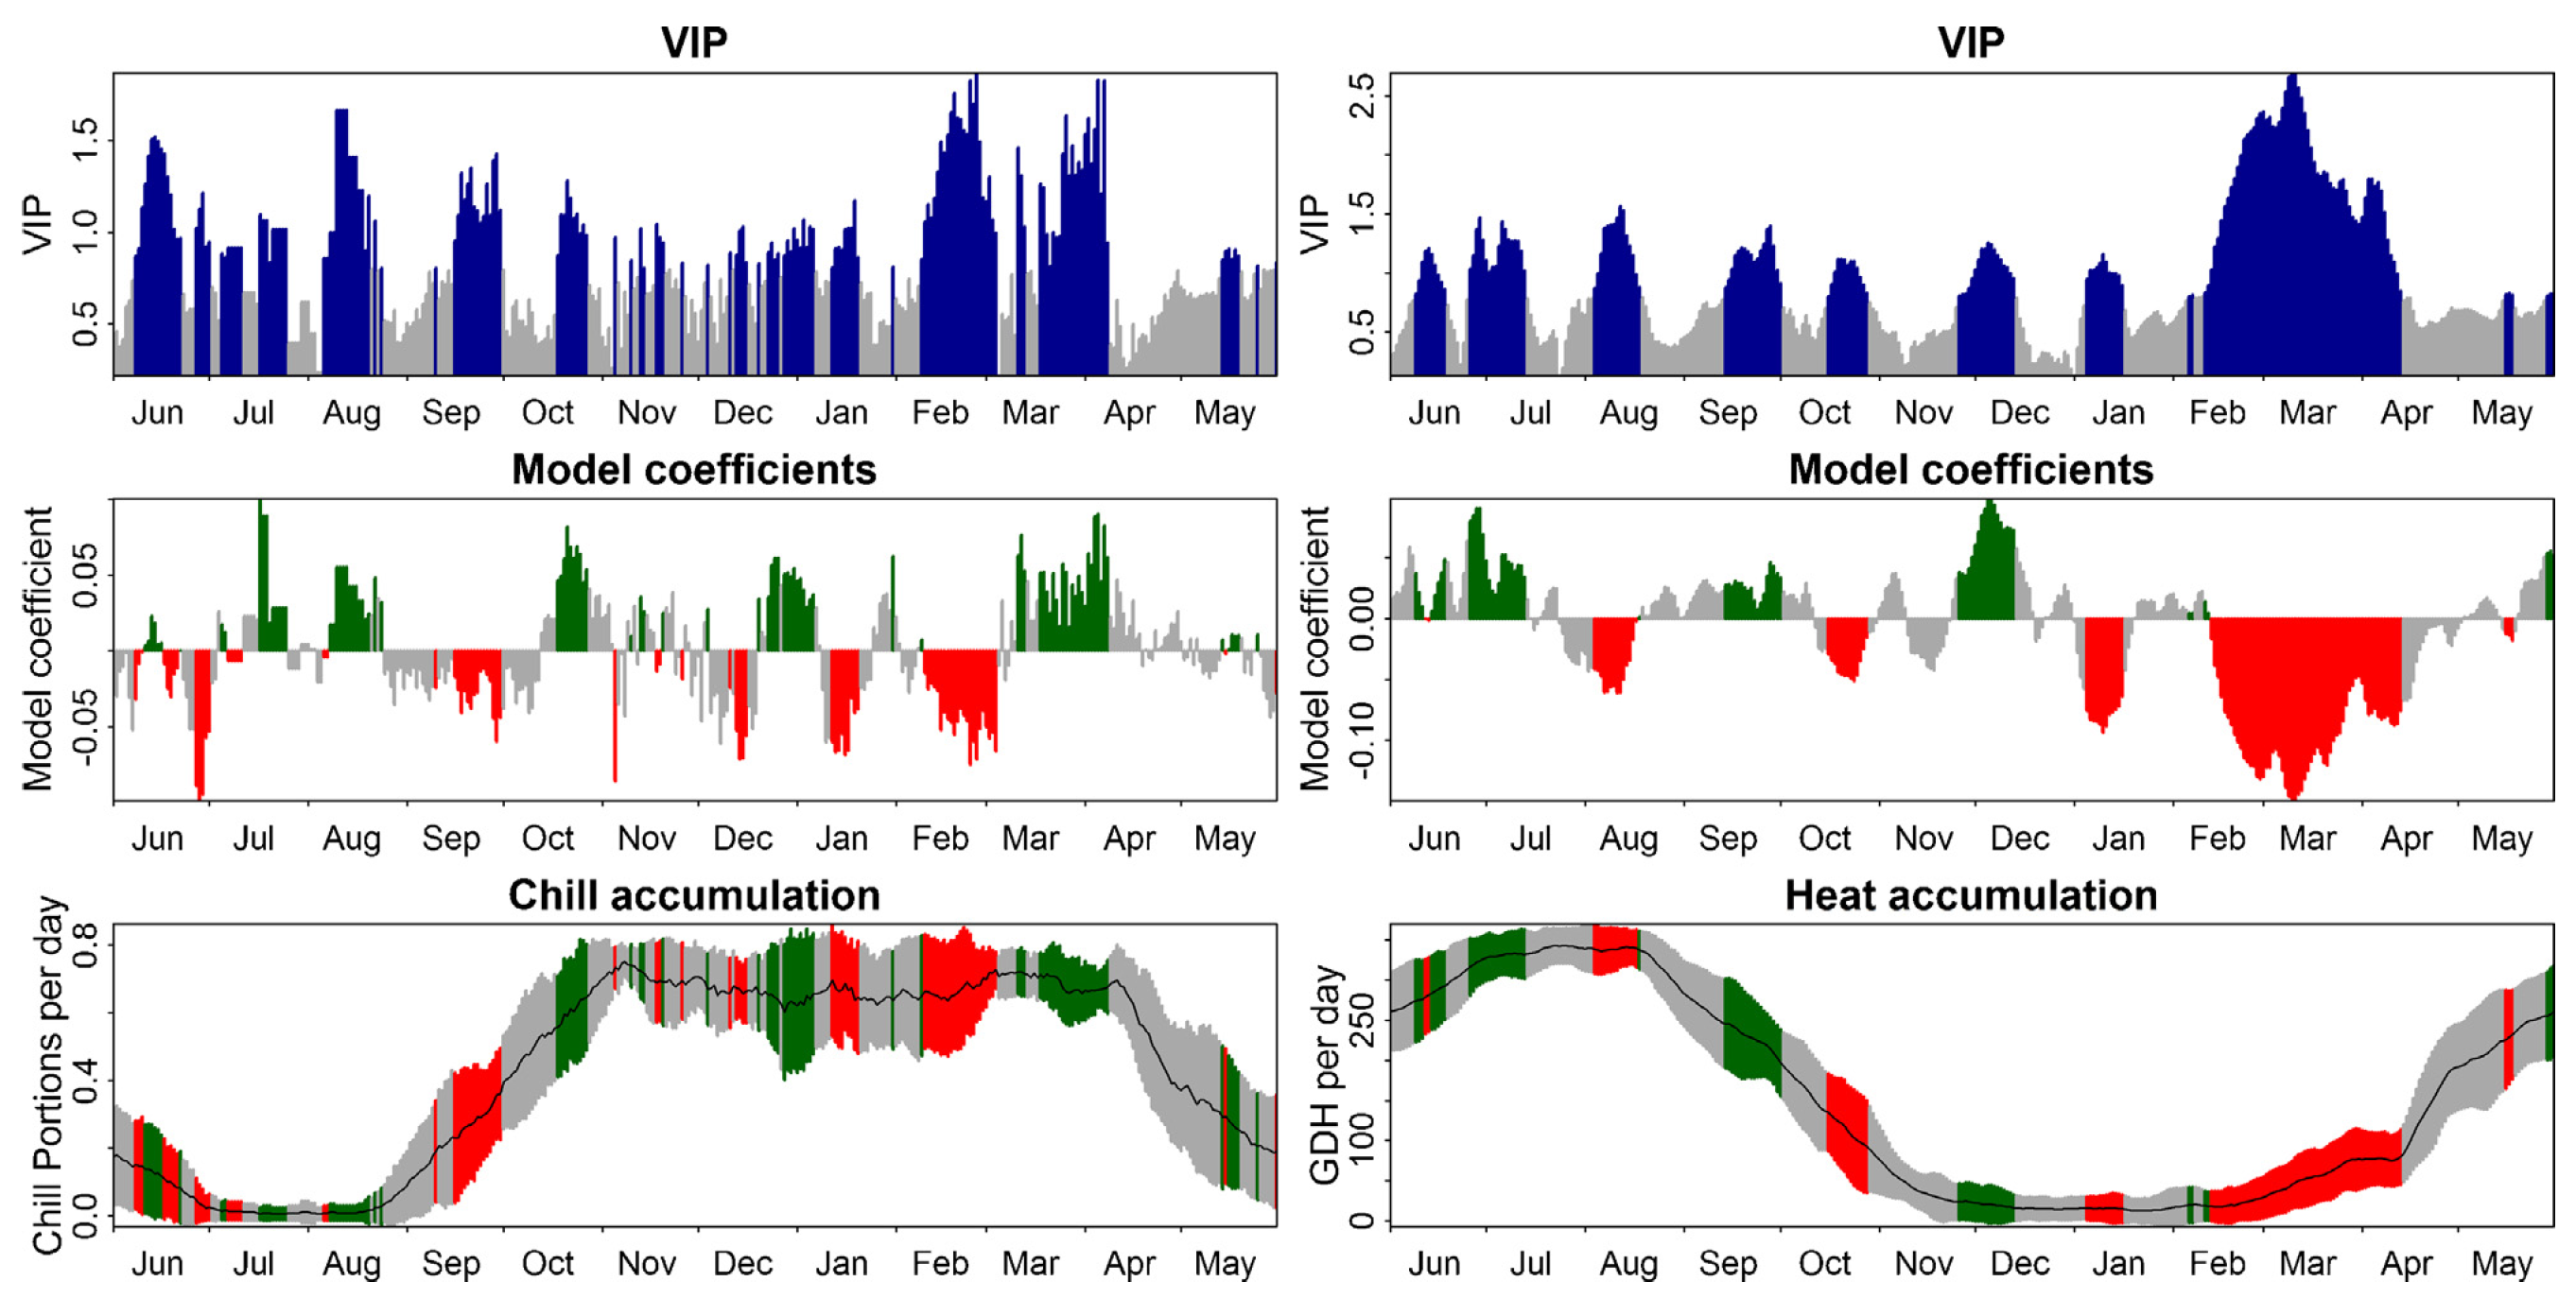 VIP
VIP
1.5
1.0
0.5
Jun Jul Aug Sep Oct Nov Dec Jan Feb Mar Apr May
VIP
VIP
2.5
1.5
0.5
Jun Jul Aug Sep Oct Nov Dec Jan Feb Mar Apr May
Model coefficients
Model coefficient
0.05
-0.05
Jun Jul Aug Sep Oct Nov Dec Jan Feb Mar Apr May
Model coefficients
Model coefficient
0.00
-0.10
Jun Jul Aug Sep Oct Nov Dec Jan Feb Mar Apr May
Chill accumulation
Chill Portions per day
0.8
0.4
0.0
Jun Jul Aug Sep Oct Nov Dec Jan Feb Mar Apr May
Heat accumulation
GDH per day
250
100
0
Jun Jul Aug Sep Oct Nov Dec Jan Feb Mar Apr May